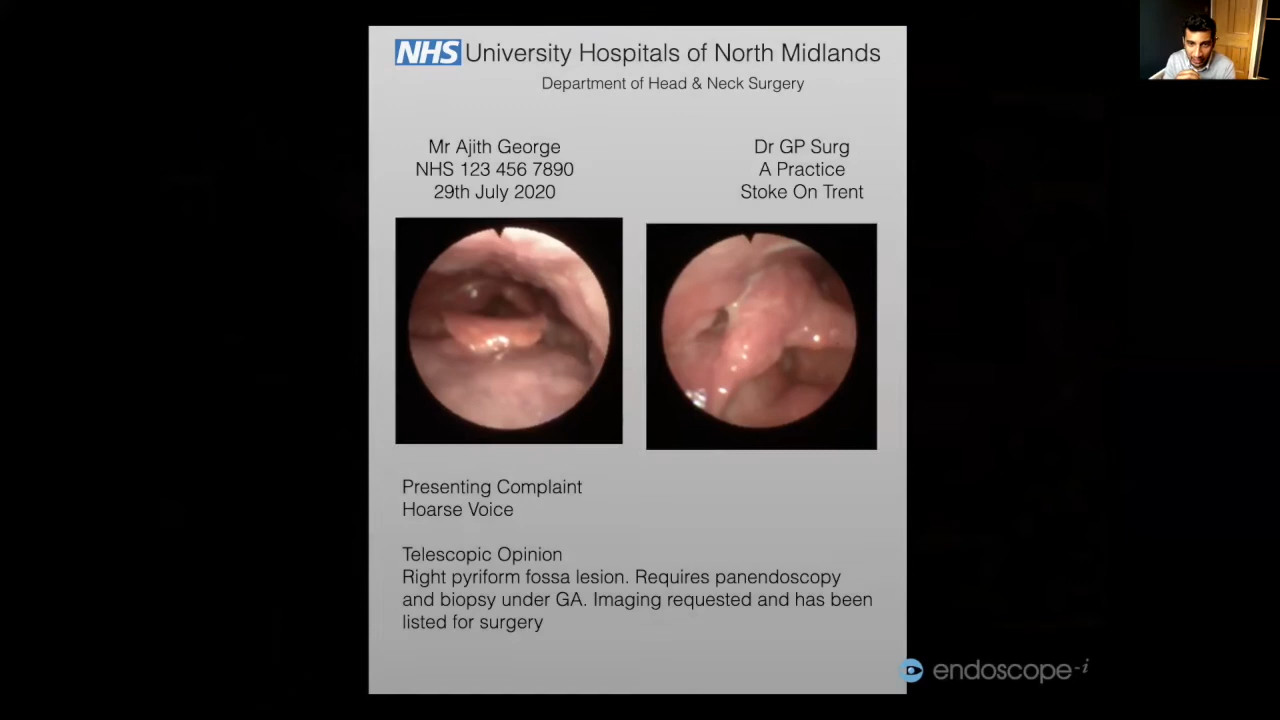 NHS University Hospitals of North Midlands
Department of Head & Neck Surgery
Mr Ajith George
NHS 123 456 7890
29th July 2020
Dr GP Surg
A Practice
Stoke On Trent
Presenting Complaint
Hoarse Voice
Telescopic Opinion
Right pyriform fossa lesion. Requires panendoscopy
and biopsy under GA. Imaging requested and has been
listed for surgery
endoscope-i